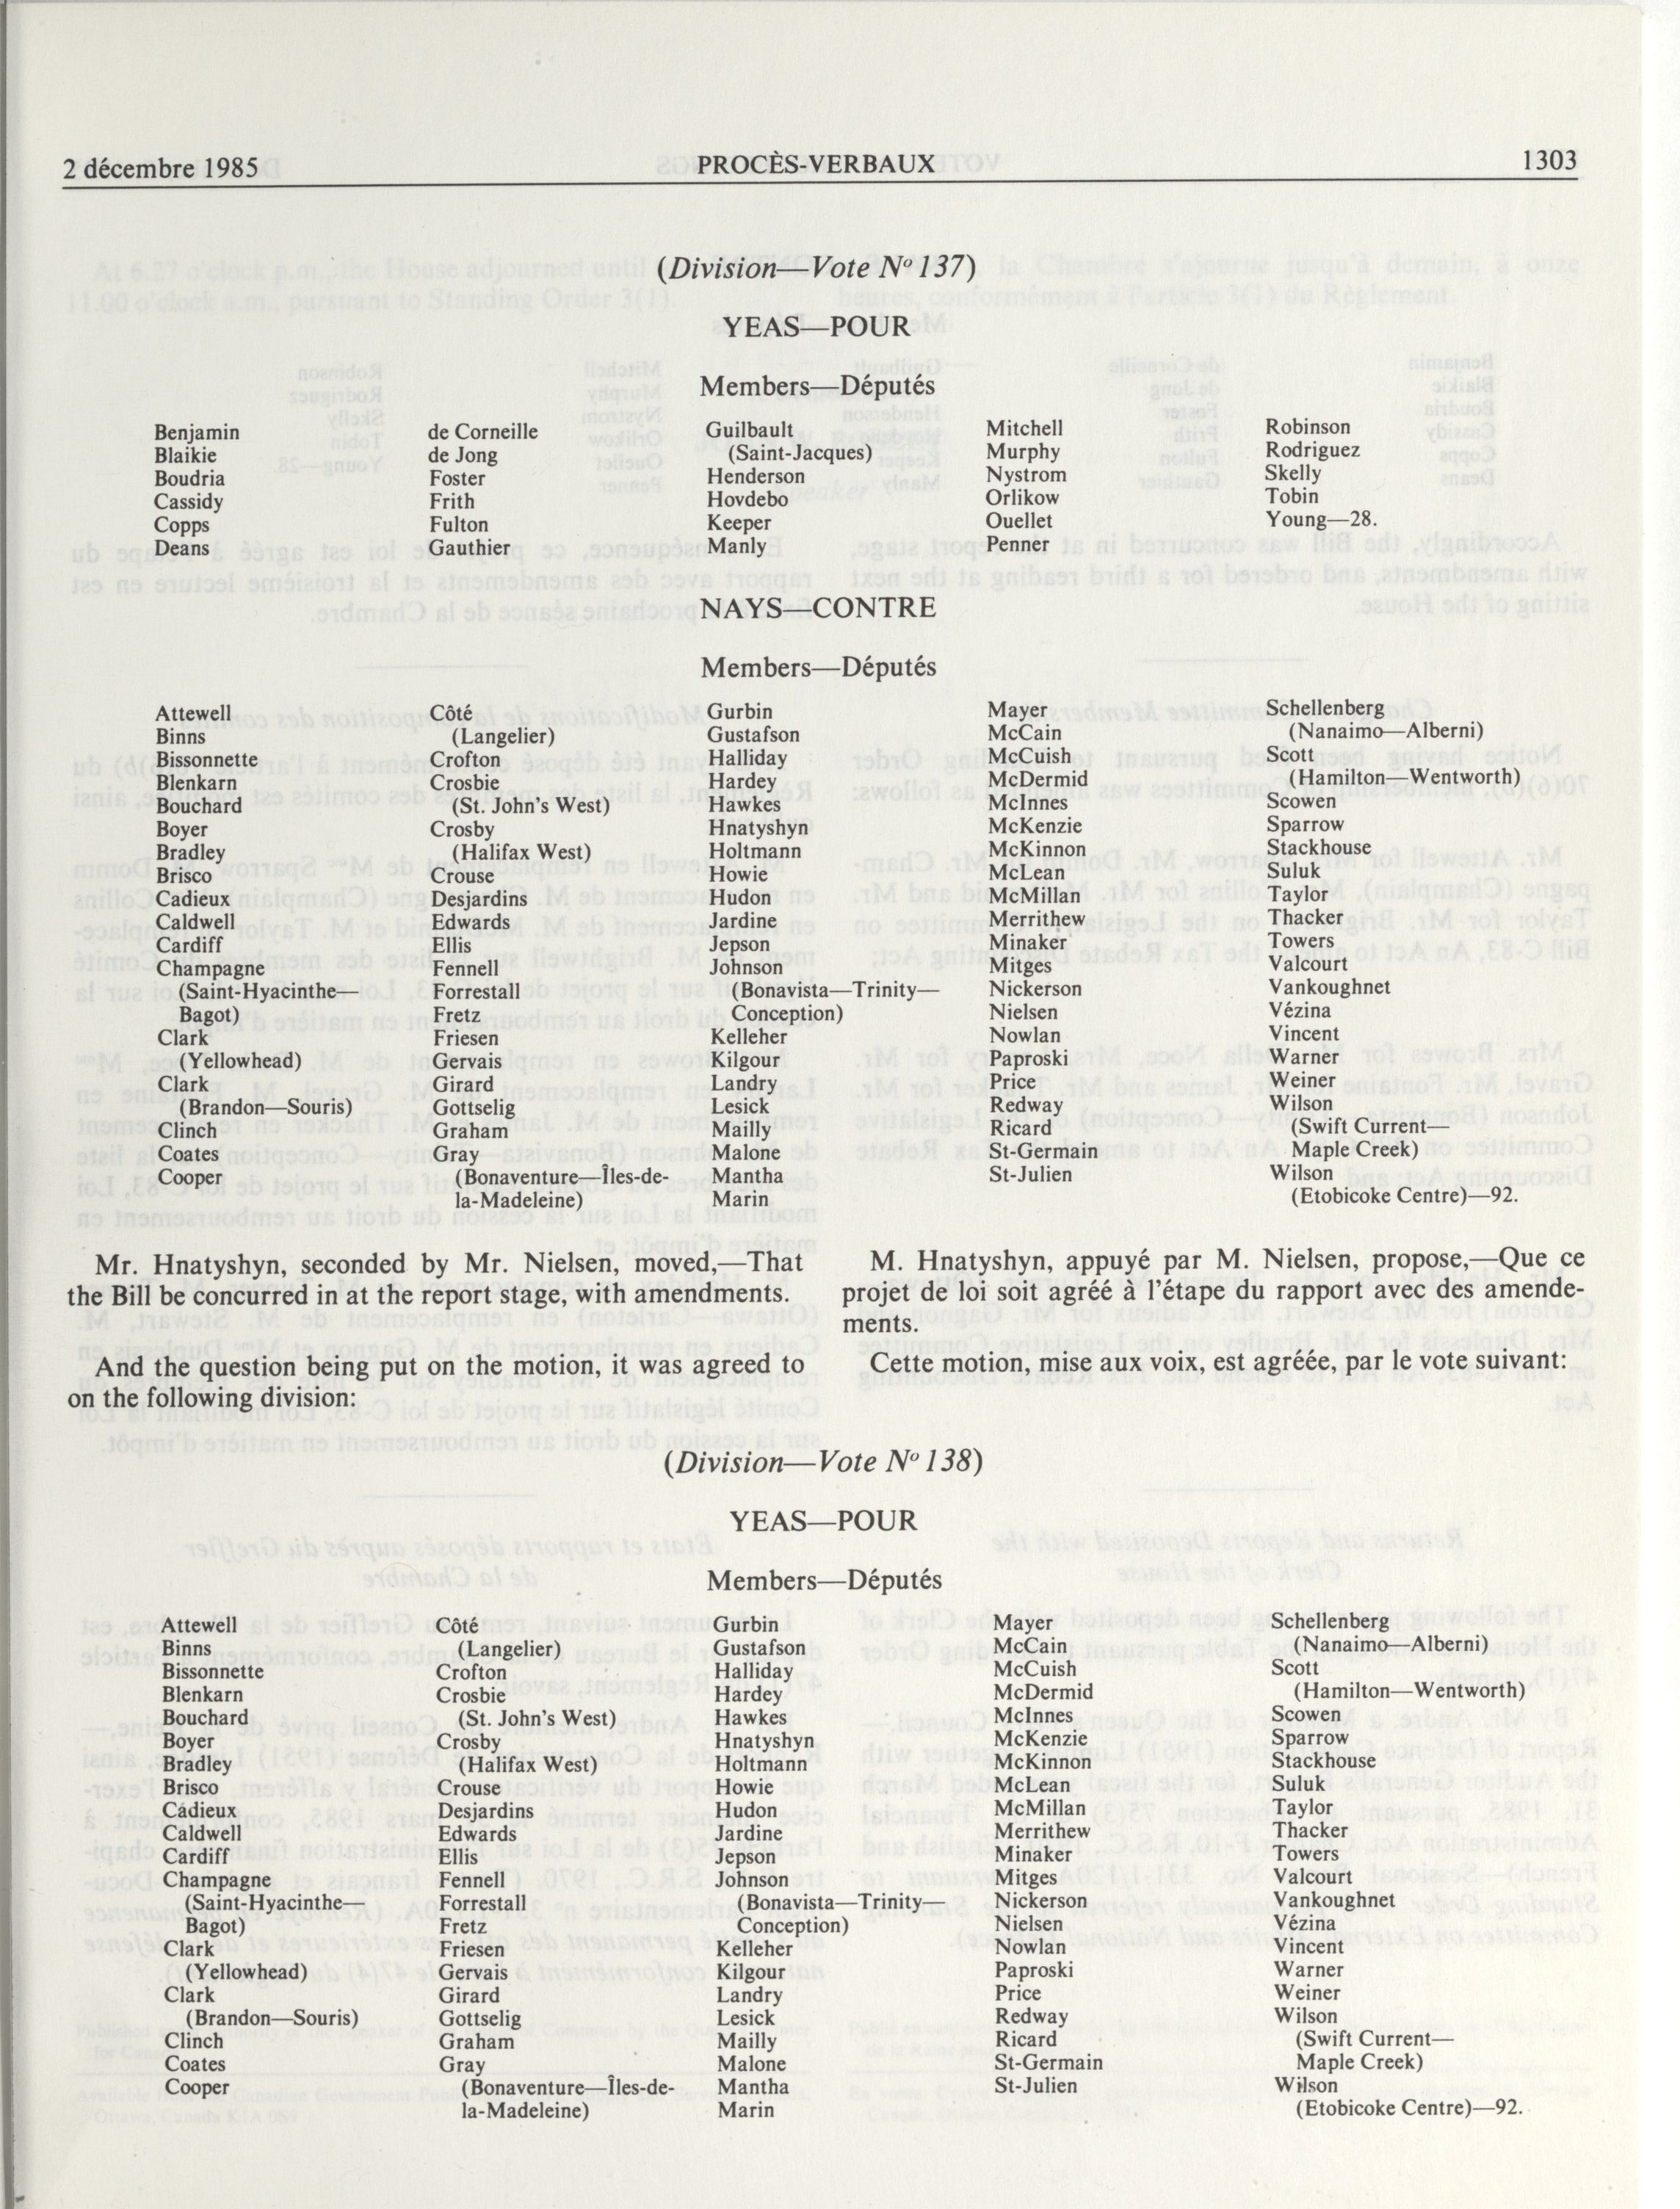 2 décembre 1985
PROCÈS-VERBAUX
1303
(Division—Vote Nº 137)
YEAS—POUR
Members—Députés
Benjamin
Blaikie
Boudria
Cassidy
Copps
Deans
de Corneille
de Jong
Foster
Frith
Fulton
Gauthier
Guilbault
(Saint-Jacques)
Henderson
Hovdebo
Keeper
Manly
Mitchell
Murphy
Nystrom
Orlikow
Ouellet
Penner
Robinson
Rodriguez
Skelly
Tobin
Young—28.
NAYS—CONTRE
Members—Députés
Attewell
Binns
Bissonnette
Blenkarn
Bouchard
Boyer
Bradley
Brisco
Cadieux
Caldwell
Cardiff
Champagne
(Saint-Hyacinthe—
Bagot)
Clark
(Yellowhead)
Clark
(Brandon—Souris)
Clinch
Coates
Cooper
Côté
(Langelier)
Crofton
Crosbie
(St. John's West)
Crosby
(Halifax West)
Crouse
Desjardins
Edwards
Ellis
Fennell
Forrestall
Fretz
Friesen
Gervais
Girard
Gottselig
Graham
Gray
(Bonaventure—Îles-de-
la-Madeleine)
Gurbin
Gustafson
Halliday
Hardey
Hawkes
Hnatyshyn
Holtmann
Howie
Hudon
Jardine
Jepson
Johnson
(Bonavista—Trinity—
Conception)
Kelleher
Kilgour
Landry
Lesick
Mailly
Malone
Mantha
Marin
Mayer
McCain
McCuish
McDermid
McInnes
McKenzie
McKinnon
McLean
McMillan
Merrithew
Minaker
Mitges
Nickerson
Nielsen
Nowlan
Paproski
Price
Redway
Ricard
St-Germain
St-Julien
Schellenberg
(Nanaimo—Alberni)
Scott
(Hamilton—Wentworth)
Scowen
Sparrow
Stackhouse
Suluk
Taylor
Thacker
Towers
Valcourt
Vankoughnet
Vézina
Vincent
Warner
Weiner
Wilson
(Swift Current—
Maple Creek)
Wilson
(Etobicoke Centre)—92.
Mr. Hnatyshyn, seconded by Mr. Nielsen, moved,—That
the Bill be concurred in at the report stage, with amendments.
And the question being put on the motion, it was agreed to
on the following division:
M. Hnatyshyn, appuyé par M. Nielsen, propose,—Que ce
projet de loi soit agréé à l'étape du rapport avec des amende-
ments.
Cette motion, mise aux voix, est agréée, par le vote suivant:
(Division—Vote Nº 138)
YEAS—POUR
Members—Députés
Attewell
Binns
Bissonnette
Blenkarn
Bouchard
Boyer
Bradley
Brisco
Cadieux
Caldwell
Cardiff
Champagne
(Saint-Hyacinthe—
Bagot)
Clark
(Yellowhead)
Clark
(Brandon—Souris)
Clinch
Coates
Cooper
Côté
(Langelier)
Crofton
Crosbie
(St. John's West)
Crosby
(Halifax West)
Crouse
Desjardins
Edwards
Ellis
Fennell
Forrestall
Fretz
Friesen
Gervais
Girard
Gottselig
Graham
Gray
(Bonaventure—Îles-de-
la-Madeleine)
Gurbin
Gustafson
Halliday
Hardey
Hawkes
Hnatyshyn
Holtmann
Howie
Hudon
Jardine
Jepson
Johnson
(Bonavista—Trinity—
Conception)
Kelleher
Kilgour
Landry
Lesick
Mailly
Malone
Mantha
Marin
Mayer
McCain
McCuish
McDermid
McInnes
McKenzie
McKinnon
McLean
McMillan
Merrithew
Minaker
Mitges
Nickerson
Nielsen
Nowlan
Paproski
Price
Redway
Ricard
St-Germain
St-Julien
Schellenberg
(Nanaimo—Alberni)
Scott
(Hamilton—Wentworth)
Scowen
Sparrow
Stackhouse
Suluk
Taylor
Thacker
Towers
Valcourt
Vankoughnet
Vézina
Vincent
Warner
Weiner
Wilson
(Swift Current—
Maple Creek)
Wilson
(Etobicoke Centre)—92.